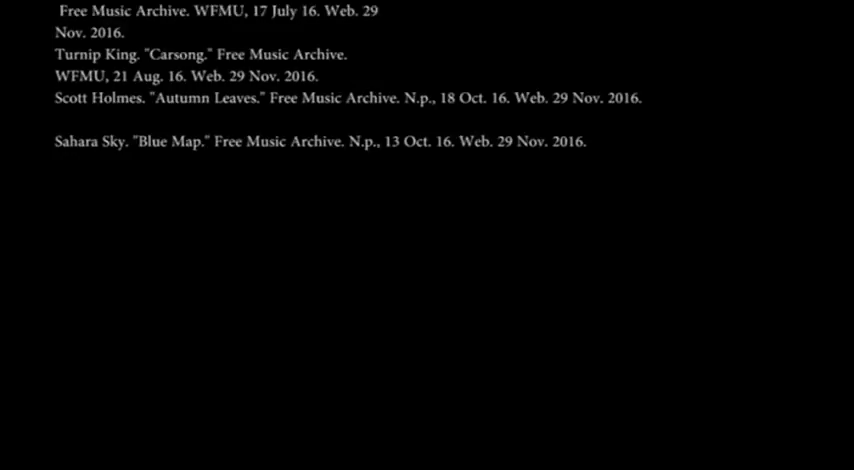 Free Music Archive. WFMU, 17 July 16. Web. 29
Nov. 2016.
Turnip King. "Carsong." Free Music Archive.
WFMU, 21 Aug. 16. Web. 29 Nov. 2016.
Scott Holmes. "Autumn Leaves." Free Music Archive. N.p., 18 Oct. 16. Web. 29 Nov. 2016.
Sahara Sky. "Blue Map." Free Music Archive. N.p., 13 Oct. 16. Web. 29 Nov. 2016.